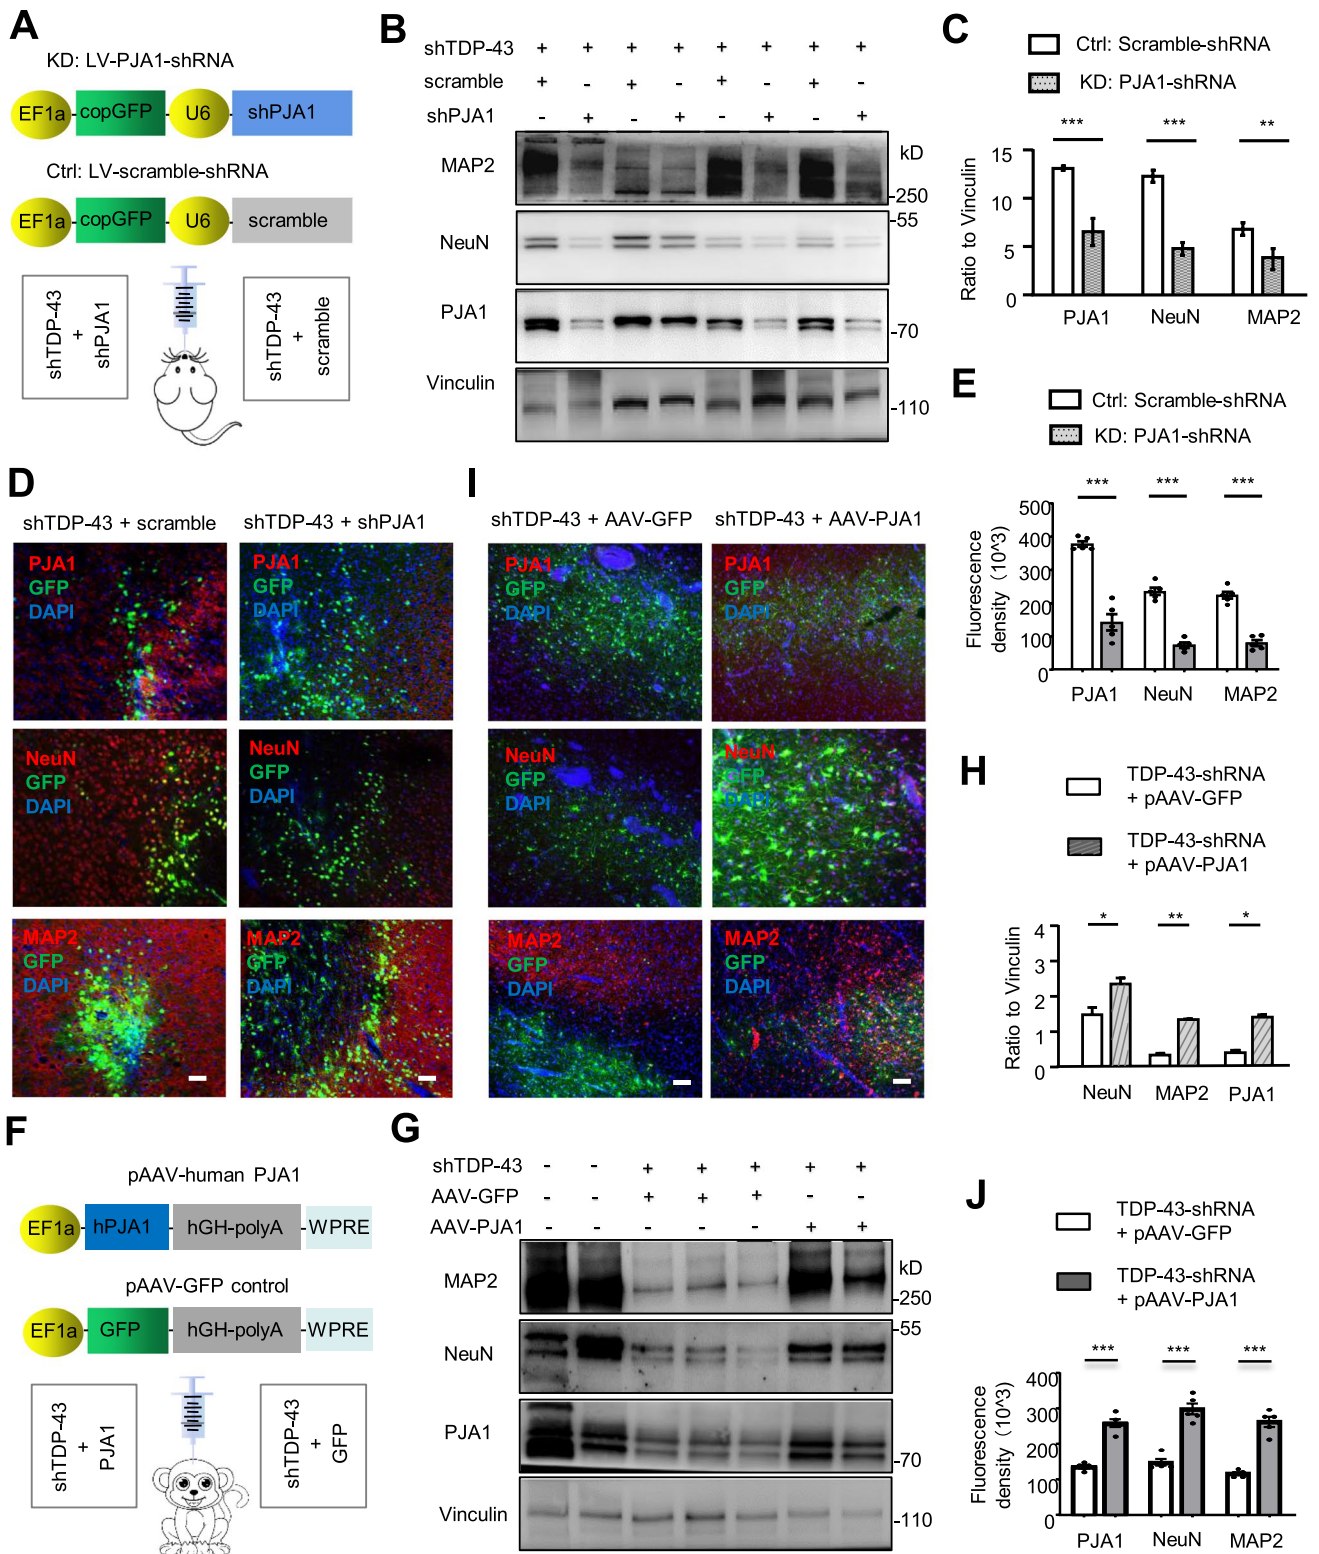 A
KD: LV-PJA1-shRNA
EF1a copGFP U6 shPJA1
Ctrl: LV-scramble-shRNA
EF1a copGFP U6 scramble
shTDP-43
+
shPJA1
shTDP-43
+
scramble
B
shTDP-43 + + + + + + + +
scramble + - + - + - + -
shPJA1 - + - + - + - +
MAP2
kD
-250
NeuN
-55
PJA1
-70
Vinculin
-110
C
Ctrl: Scramble-shRNA
KD: PJA1-shRNA
*** *** **
Ratio to Vinculin
15
10
5
0
PJA1 NeuN MAP2
D
shTDP-43 + scramble shTDP-43 + shPJA1
PJA1
GFP
DAPI
PJA1
GFP
DAPI
NeuN
GFP
DAPI
NeuN
GFP
DAPI
MAP2
GFP
DAPI
MAP2
GFP
DAPI
I
shTDP-43 + AAV-GFP shTDP-43 + AAV-PJA1
PJA1
GFP
DAPI
PJA1
GFP
DAPI
NeuN
GFP
DAPI
NeuN
GFP
DAPI
MAP2
GFP
DAPI
MAP2
GFP
DAPI
E
Ctrl: Scramble-shRNA
KD: PJA1-shRNA
*** *** ***
Fluorescence
density (10^3)
500
400
300
200
100
0
PJA1 NeuN MAP2
H
TDP-43-shRNA
+ pAAV-GFP
TDP-43-shRNA
+ pAAV-PJA1
* ** *
Ratio to Vinculin
4
3
2
1
0
NeuN MAP2 PJA1
F
pAAV-human PJA1
EF1a hPJA1 hGH-polyA WPRE
pAAV-GFP control
EF1a GFP hGH-polyA WPRE
shTDP-43
+
PJA1
shTDP-43
+
GFP
G
shTDP-43 - - + + + + +
AAV-GFP - - + + + - -
AAV-PJA1 - - - - - + +
MAP2
kD
-250
NeuN
-55
PJA1
-70
Vinculin
-110
J
TDP-43-shRNA
+ pAAV-GFP
TDP-43-shRNA
+ pAAV-PJA1
*** *** ***
Fluorescence
density (10^3)
400
300
200
100
0
PJA1 NeuN MAP2